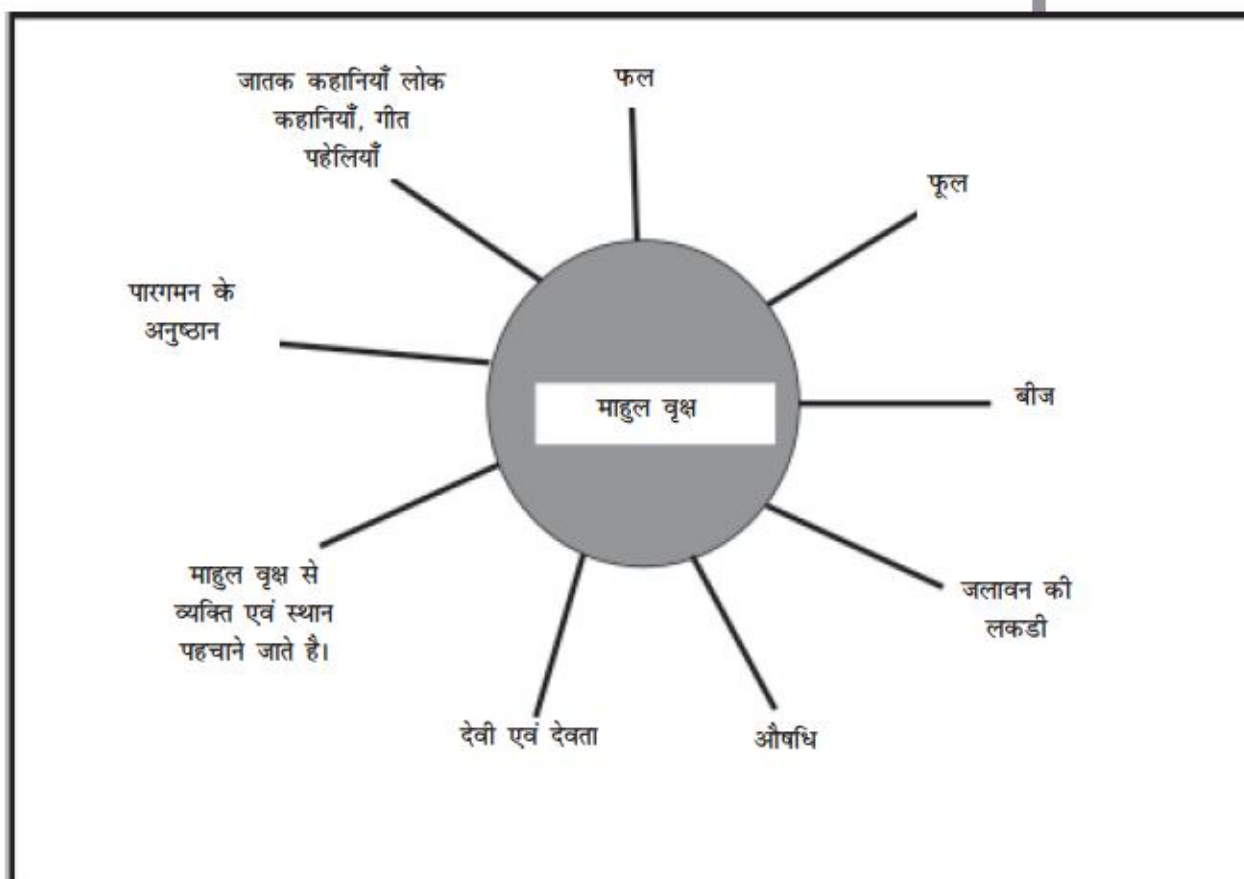 जातक कहानियाँ लोक
कहानियाँ, गीत
पहेलियाँ
फल
फूल
पारगमन के
अनुष्ठान
माहुल वृक्ष
बीज
माहुल वृक्ष से
व्यक्ति एवं स्थान
पहचाने जाते है।
जलावन की
लकडी
देवी एवं देवता
औषधि